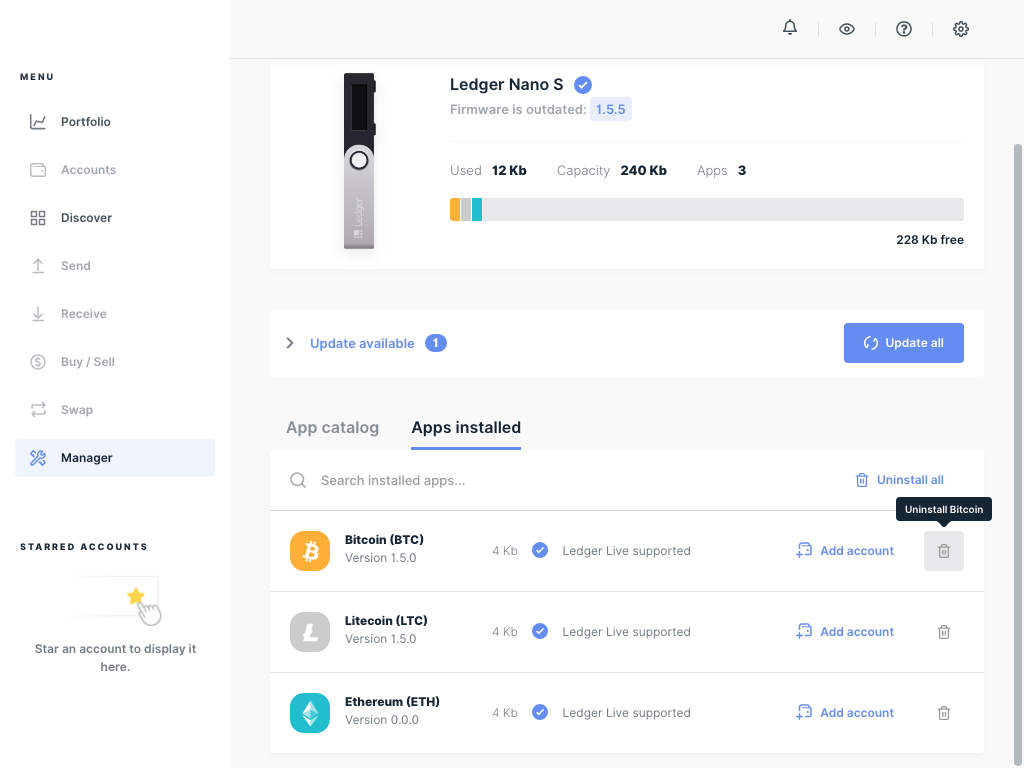 MENU
Portfolio
Accounts
Discover
Send
Receive
Buy / Sell
Swap
Manager
STARRED ACCOUNTS
Star an account to display it
here.
Ledger
Ledger Nano S
Firmware is outdated: 1.5.5
Used 12 Kb Capacity 240 Kb Apps 3
228 Kb free
Update available 1
Update all
App catalog Apps installed
Search installed apps...
Uninstall all
Uninstall Bitcoin
Bitcoin (BTC)
Version 1.5.0
4 Kb Ledger Live supported Add account
Litecoin (LTC)
Version 1.5.0
4 Kb Ledger Live supported Add account
Ethereum (ETH)
Version 0.0.0
4 Kb Ledger Live supported Add account